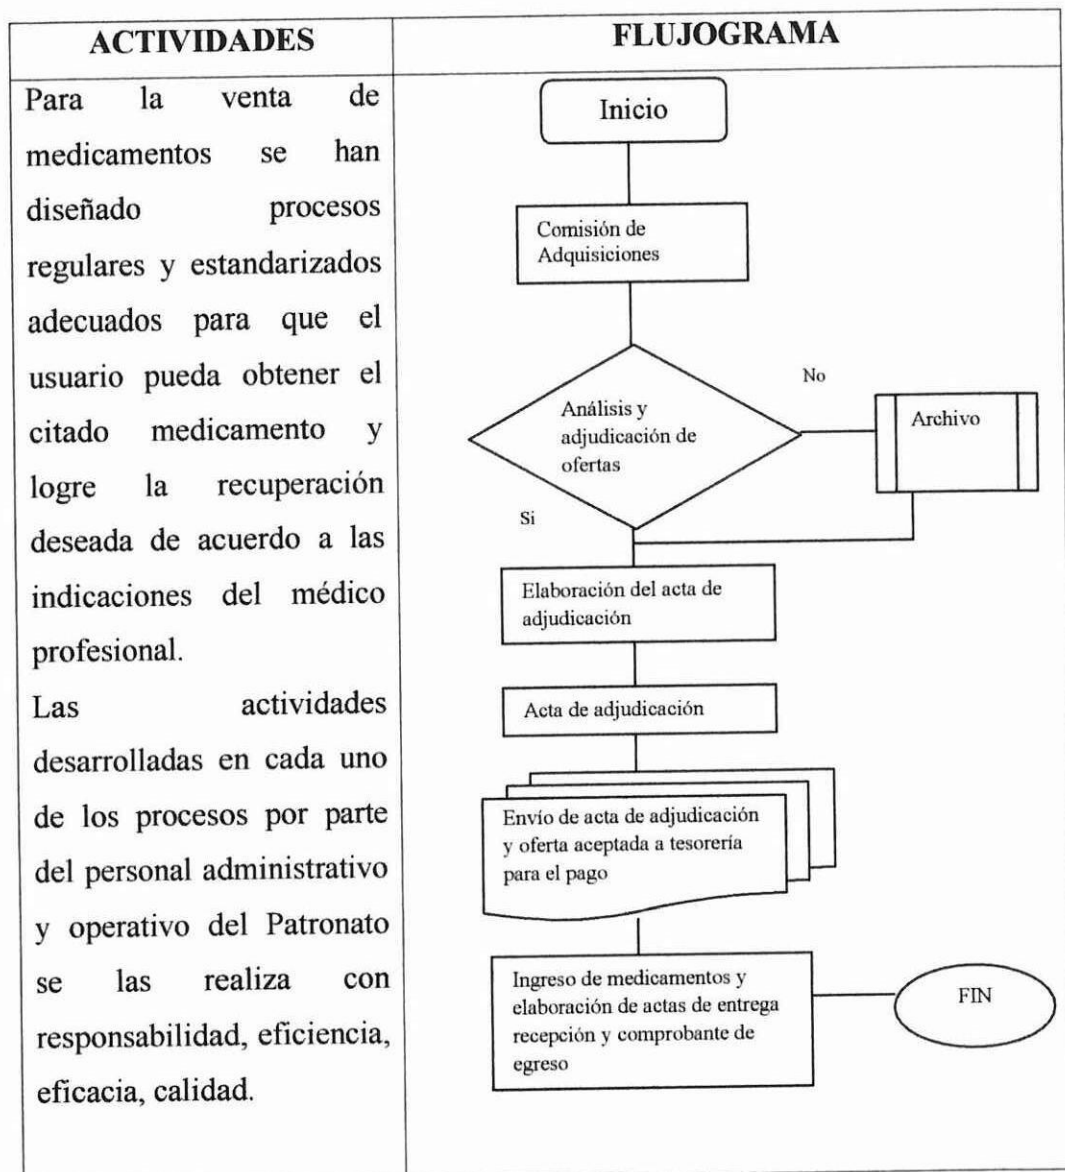 ACTIVIDADES
FLUJOGRAMA
Para la venta de
medicamentos se han
diseñado procesos
regulares y estandarizados
adecuados para que el
usuario pueda obtener el
citado medicamento y
logre la recuperación
deseada de acuerdo a las
indicaciones del médico
profesional.
Las actividades
desarrolladas en cada uno
de los procesos por parte
del personal administrativo
y operativo del Patronato
se las realiza con
responsabilidad, eficiencia,
eficacia, calidad.
Inicio
Comisión de
Adquisiciones
Análisis y
adjudicación de
ofertas
No
Archivo
Si
Elaboración del acta de
adjudicación
Acta de adjudicación
Envío de acta de adjudicación
y oferta aceptada a tesorería
para el pago
Ingreso de medicamentos y
elaboración de actas de entrega
recepción y comprobante de
egreso
FIN